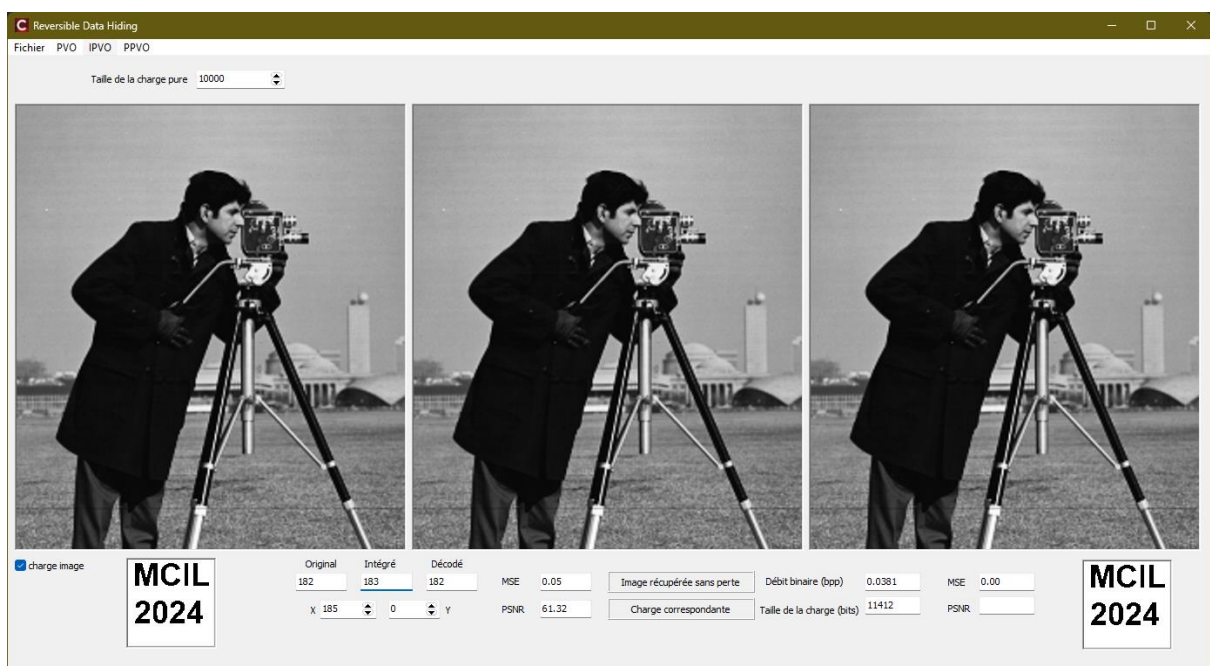 C Reversible Data Hiding
Fichier PVO IPVO PPVO
Taille de la charge pure 10000
charge image
MCIL
2024
Original Intégré Décodé
182 183 182
X 185 0 Y
MSE 0.05
PSNR 61.32
Image récupérée sans perte
Charge correspondante
Débit binaire (bpp) 0.0381
Taille de la charge (bits) 11412
MSE 0.00
PSNR
MCIL
2024